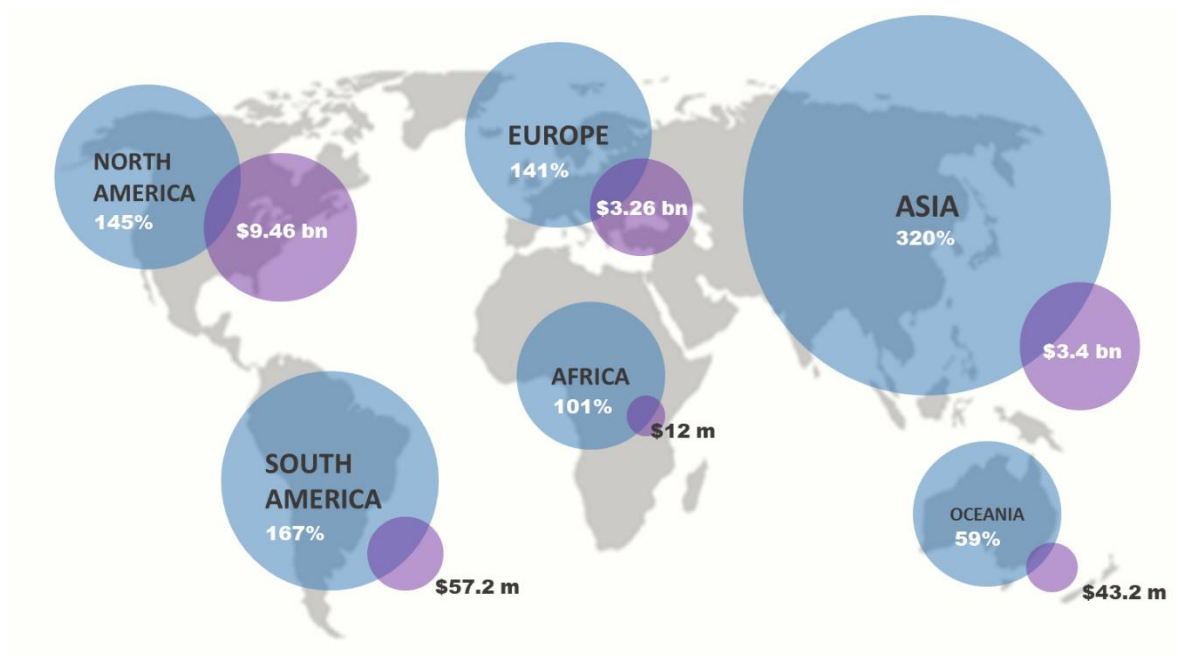 NORTH
AMERICA
145%
$9.46 bn
EUROPE
141%
$3.26 bn
ASIA
320%
$3.4 bn
AFRICA
101%
$12 m
SOUTH
AMERICA
167%
$57.2 m
OCEANIA
59%
$43.2 m